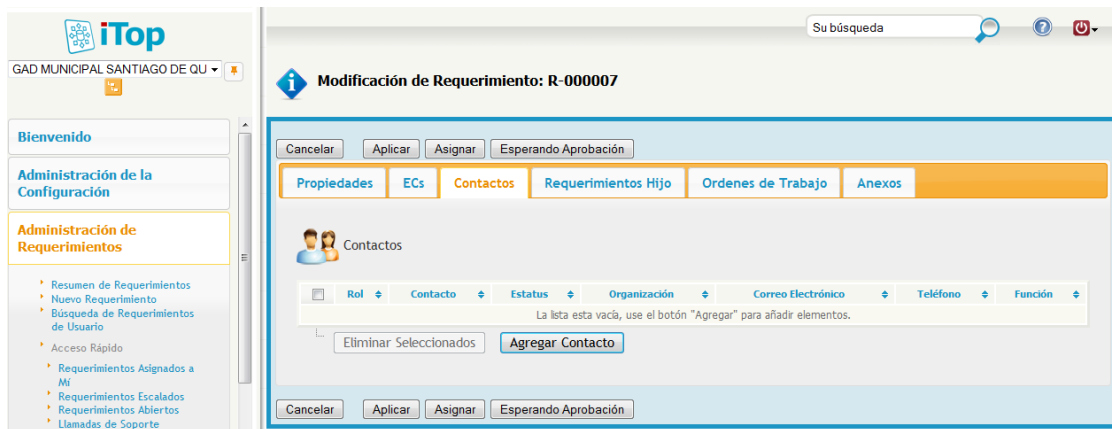 iTop
GAD MUNICIPAL SANTIAGO DE QU
Bienvenido
Administración de la
Configuración
Administración de
Requerimientos
Resumen de Requerimientos
Nuevo Requerimiento
Búsqueda de Requerimientos
de Usuario
Acceso Rápido
Requerimientos Asignados a
Mí
Requerimientos Escalados
Requerimientos Abiertos
Llamadas de Soporte
Su búsqueda
Modificación de Requerimiento: R-000007
Cancelar Aplicar Asignar Esperando Aprobación
Propiedades ECs Contactos Requerimientos Hijo Ordenes de Trabajo Anexos
Contactos
Rol Contacto Estatus Organización Correo Electrónico Teléfono Función
La lista esta vacía, use el botón "Agregar" para añadir elementos.
Eliminar Seleccionados Agregar Contacto
Cancelar Aplicar Asignar Esperando Aprobación